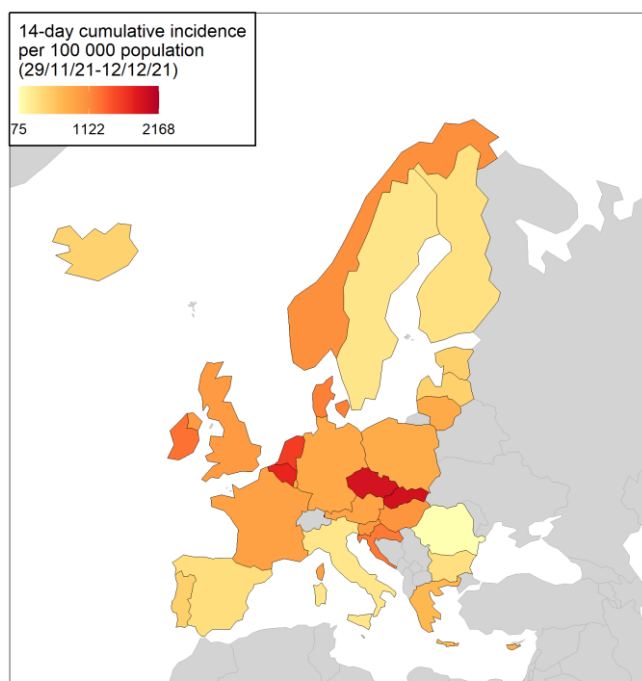 14-day cumulative incidence
per 100 000 population
(29/11/21-12/12/21)
75 1122 2168